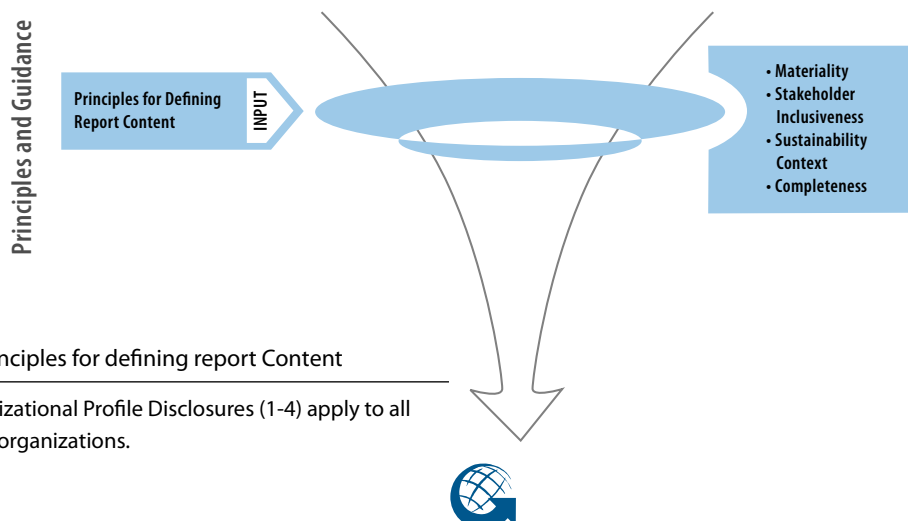 Principles and Guidance
Principles for Defining
Report Content
INPUT
• Materiality
• Stakeholder
Inclusiveness
• Sustainability
Context
• Completeness
nciples for defining report Content
izational Profile Disclosures (1-4) apply to all
organizations.